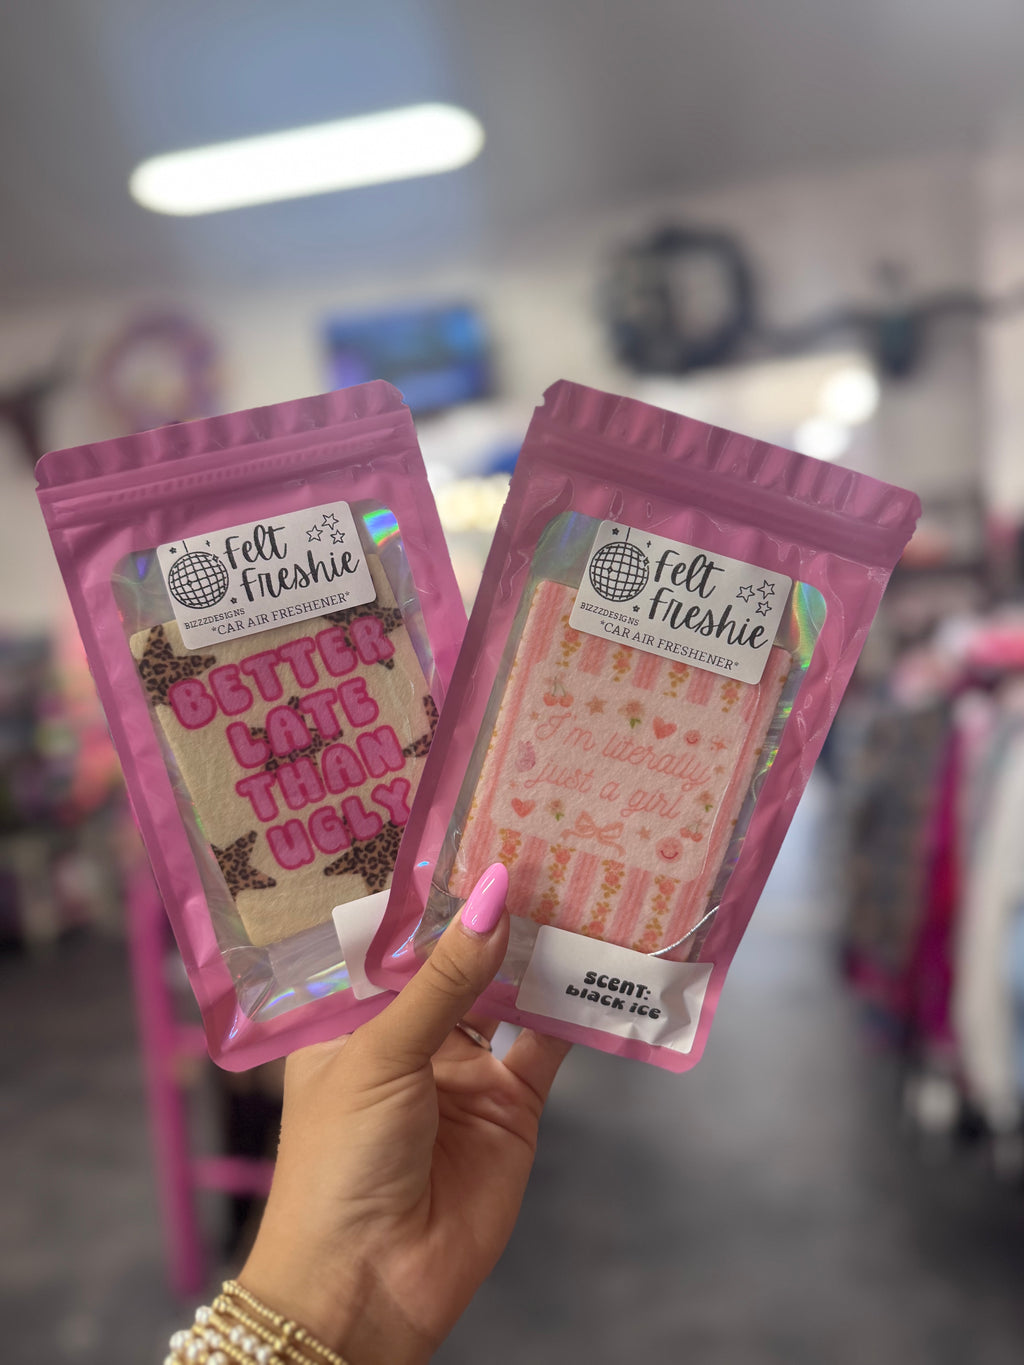 Felt
Freshie
BIZZZDESIGNS
*CAR AIR FRESHENER*
BETTER
LATE
THAN
UGLY
Felt
Freshie
BIZZZDESIGNS
*CAR AIR FRESHENER*
I'm literally
just a girl
SCENT:
black ice